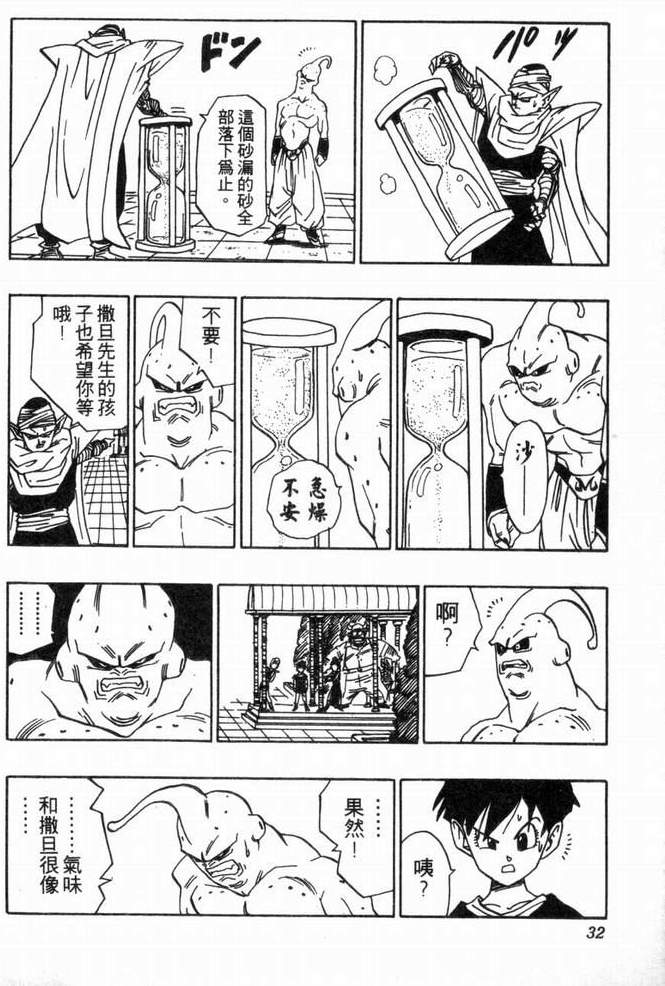 パッ
ドン
這個砂漏的砂全
部落下爲止。
沙
急燥
不安
不要！
撒旦先生的孩
子也希望你等
哦！
啊？
⋯⋯
咦？
⋯⋯
果然！
⋯⋯氣味
和撒旦很像
⋯⋯
32